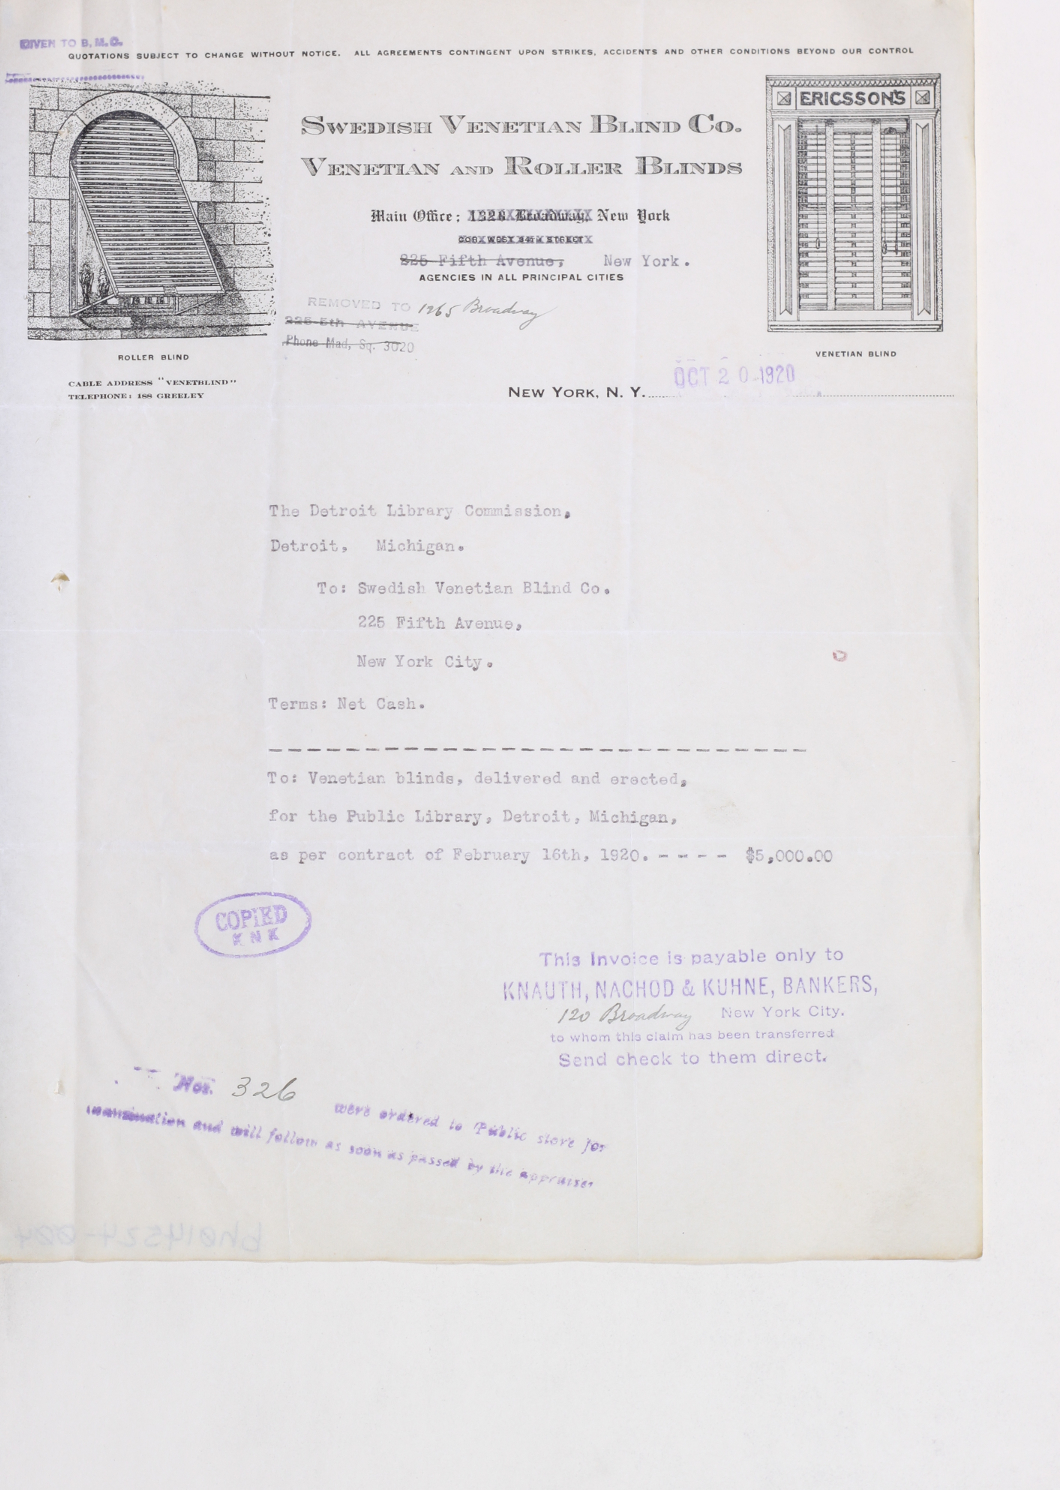 GIVEN TO B. M. O.
QUOTATIONS SUBJECT TO CHANGE WITHOUT NOTICE. ALL AGREEMENTS CONTINGENT UPON STRIKES, ACCIDENTS AND OTHER CONDITIONS BEYOND OUR CONTROL
ERICSSON'S
SWEDISH VENETIAN BLIND CO.
VENETIAN AND ROLLER BLINDS
Main Office; 1328 Broadway, New York
225 Fifth Avenue, New York.
AGENCIES IN ALL PRINCIPAL CITIES
REMOVED TO 1265 Broadway
225 5th AVENUE
Phone Mad. Sq. 3020
ROLLER BLIND
VENETIAN BLIND
CABLE ADDRESS "VENETBLIND"
TELEPHONE: 188 GREELEY
NEW YORK, N. Y. OCT 20 1920
The Detroit Library Commission,
Detroit, Michigan.
To: Swedish Venetian Blind Co.
225 Fifth Avenue,
New York City.
Terms: Net Cash.
To: Venetian blinds, delivered and erected,
for the Public Library, Detroit, Michigan,
as per contract of February 16th, 1920. - - - - $5,000.00
COPIED
K N K
This Invoice is payable only to
KNAUTH, NACHOD & KUHNE, BANKERS,
120 Broadway New York City.
to whom this claim has been transferred
Send check to them direct.
Nos. 326 were ordered to Public store for
examination and will follow as soon as passed by the appraiser
bh014524-004